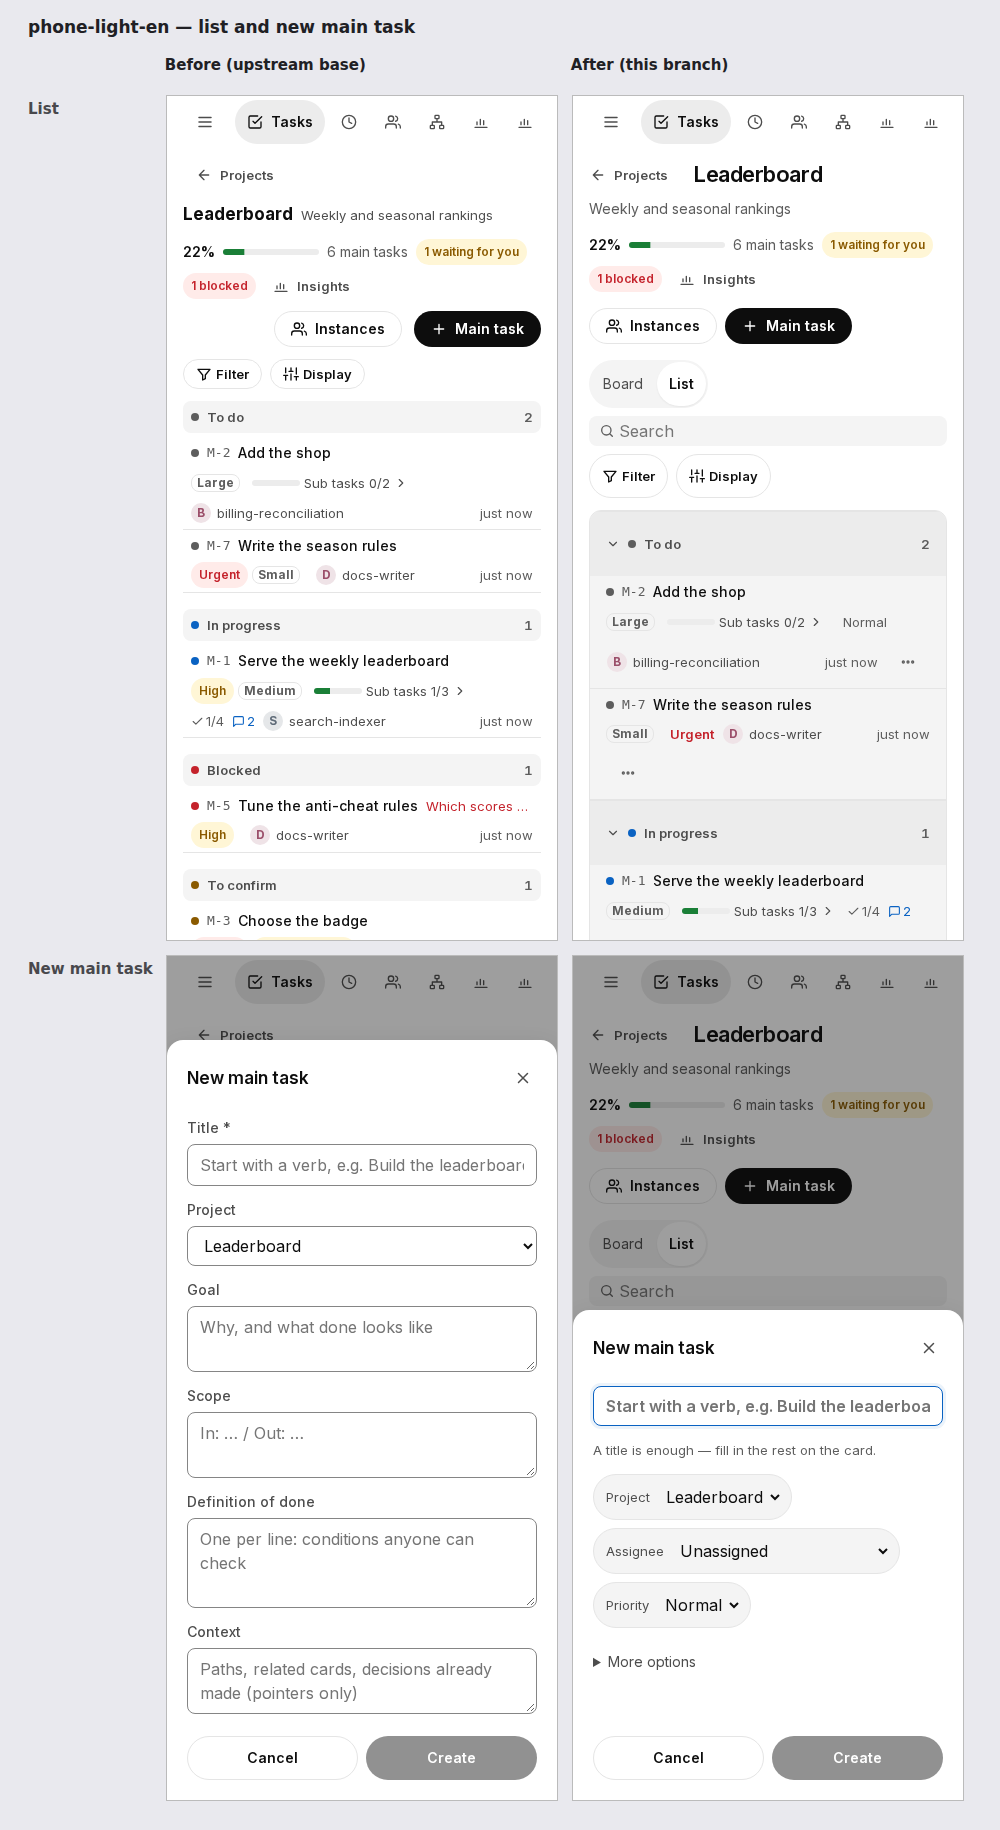 phone-light-en — list and new main task
Before (upstream base)
After (this branch)
List
Tasks
Projects
Leaderboard Weekly and seasonal rankings
22% 6 main tasks 1 waiting for you
1 blocked Insights
Instances Main task
Filter Display
To do 2
M-2 Add the shop
Large Sub tasks 0/2
B billing-reconciliation just now
M-7 Write the season rules
Urgent Small D docs-writer just now
In progress 1
M-1 Serve the weekly leaderboard
High Medium Sub tasks 1/3
1/4 2 S search-indexer just now
Blocked 1
M-5 Tune the anti-cheat rules Which scores ...
High D docs-writer just now
To confirm 1
M-3 Choose the badge
Tasks
Projects Leaderboard
Weekly and seasonal rankings
22% 6 main tasks 1 waiting for you
1 blocked Insights
Instances Main task
Board List
Search
Filter Display
To do 2
M-2 Add the shop
Large Sub tasks 0/2 Normal
B billing-reconciliation just now
M-7 Write the season rules
Small Urgent D docs-writer just now
In progress 1
M-1 Serve the weekly leaderboard
Medium Sub tasks 1/3 1/4 2
New main task
Tasks
Projects
New main task
Title *
Start with a verb, e.g. Build the leaderboar
Project
Leaderboard
Goal
Why, and what done looks like
Scope
In: ... / Out: ...
Definition of done
One per line: conditions anyone can
check
Context
Paths, related cards, decisions already
made (pointers only)
Cancel Create
Tasks
Projects Leaderboard
Weekly and seasonal rankings
22% 6 main tasks 1 waiting for you
1 blocked Insights
Instances Main task
Board List
Search
New main task
Start with a verb, e.g. Build the leaderboa
A title is enough — fill in the rest on the card.
Project Leaderboard
Assignee Unassigned
Priority Normal
More options
Cancel Create